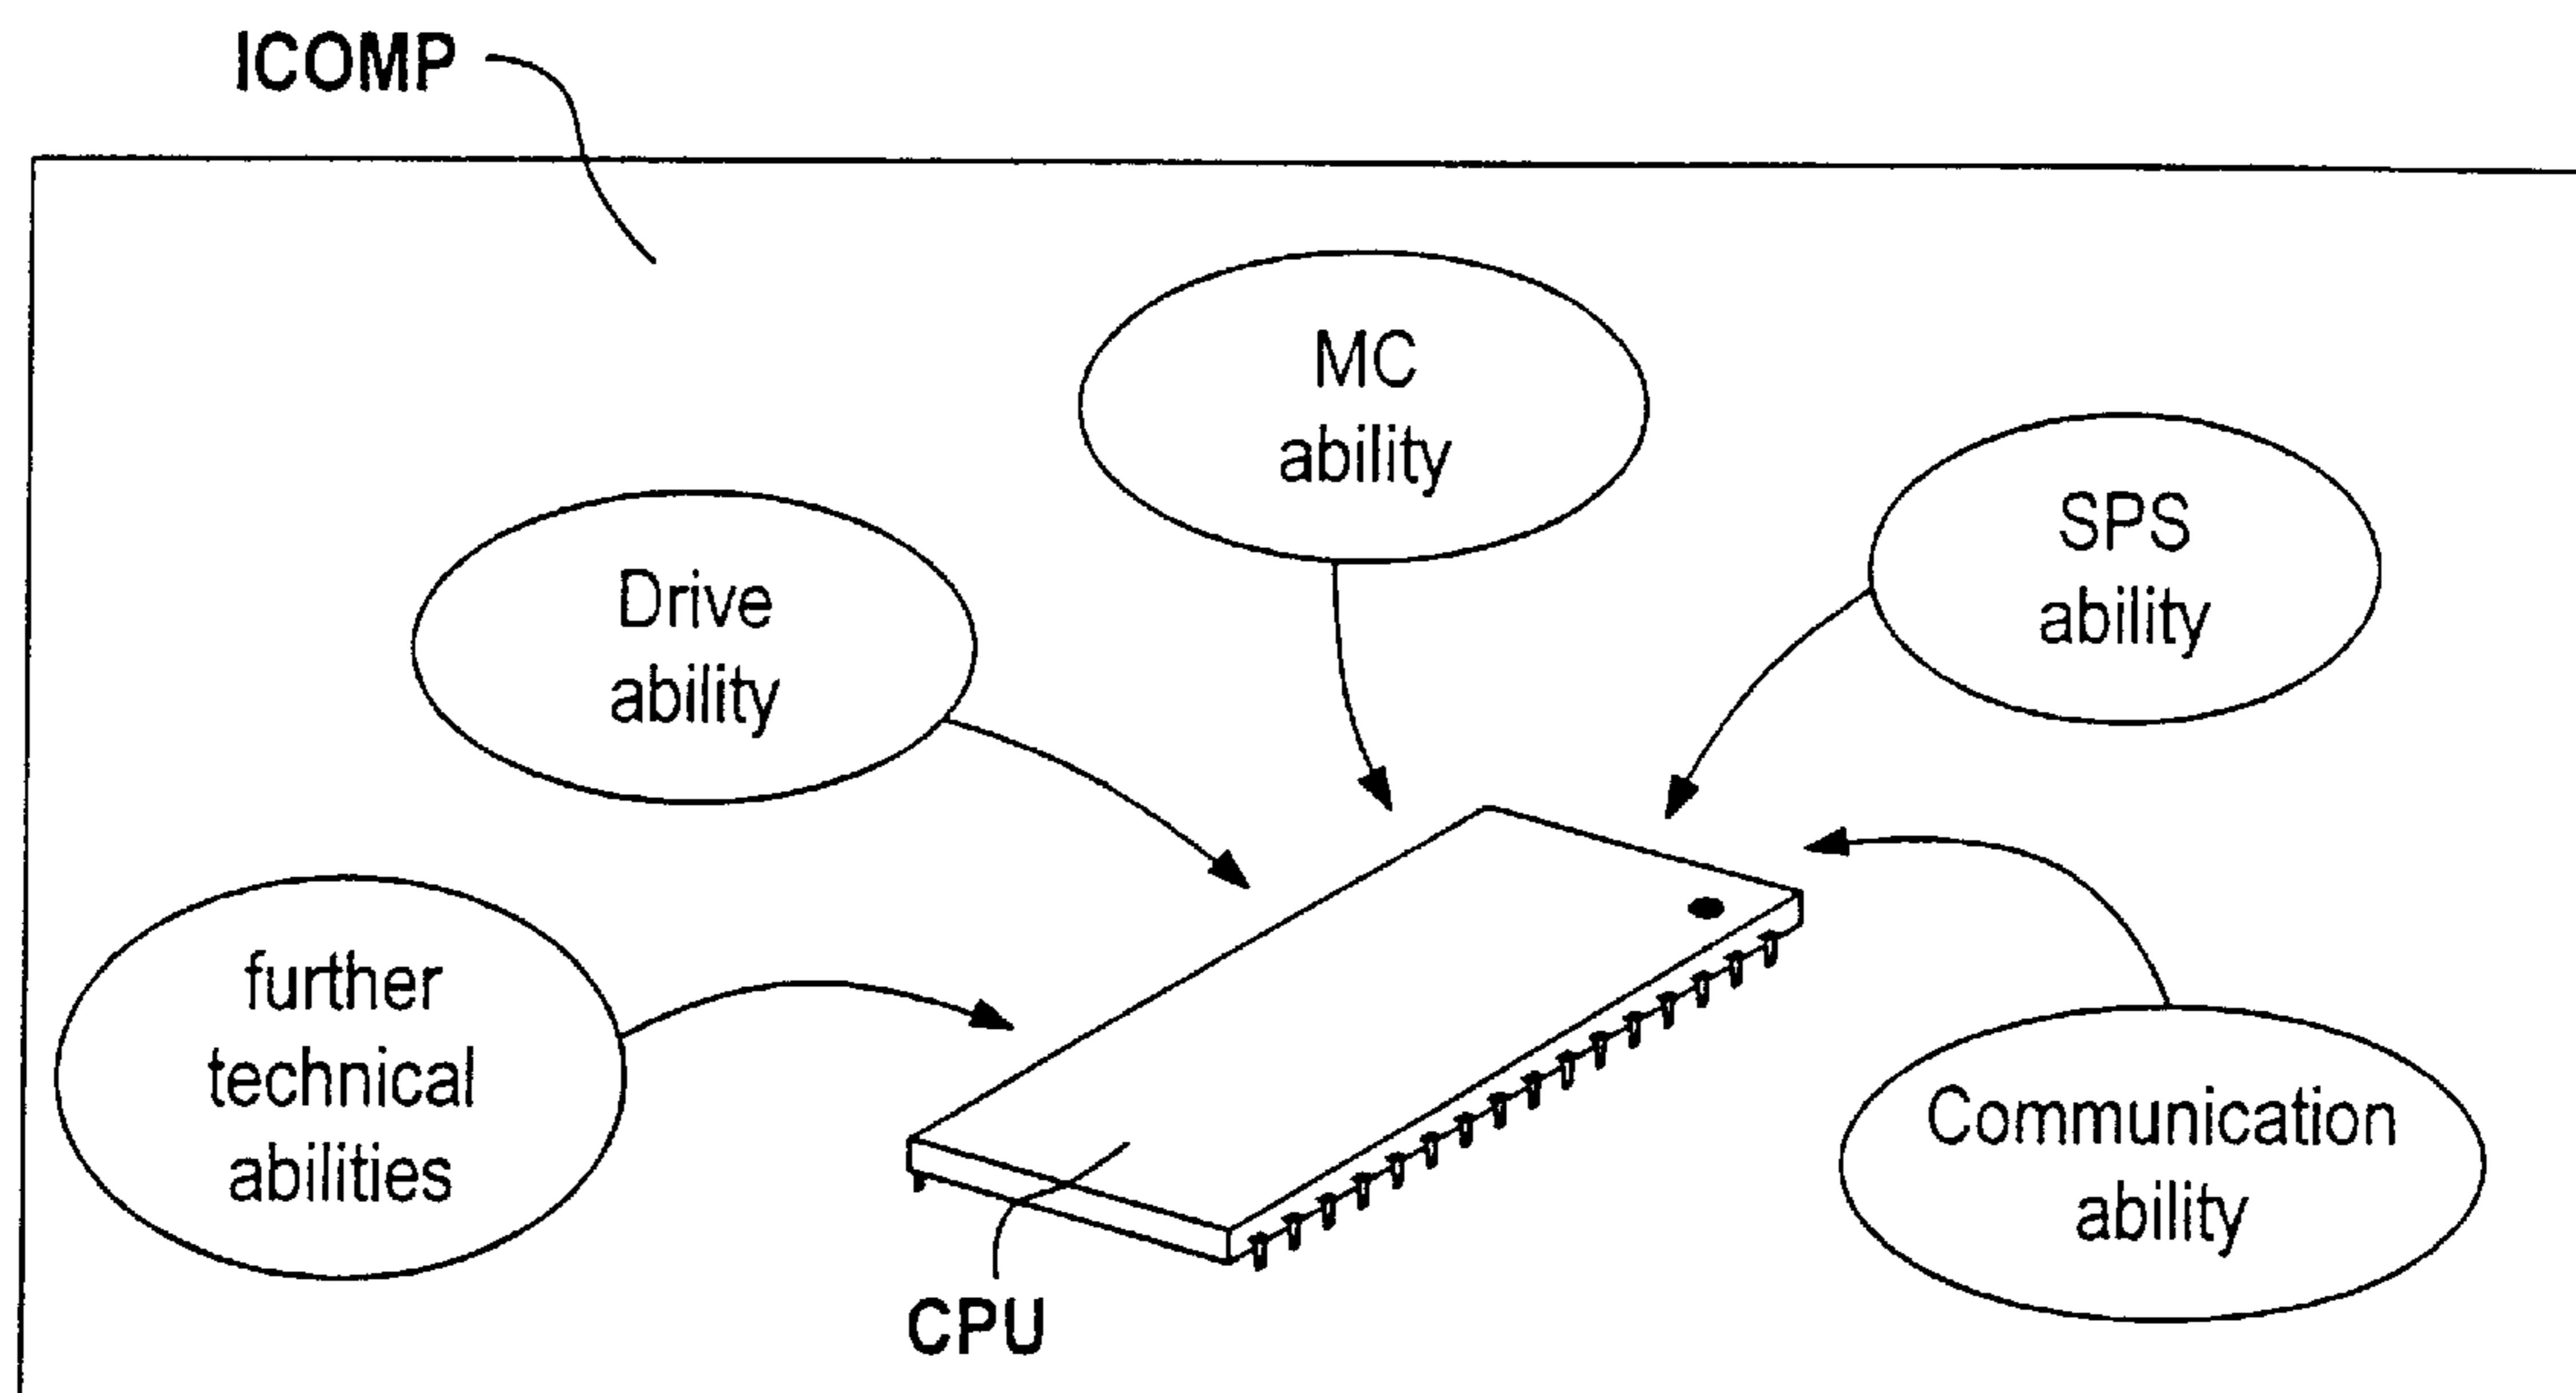 ICOMP
MC
ability
SPS
ability
Drive
ability
further
technical
abilities
Communication
ability
CPU